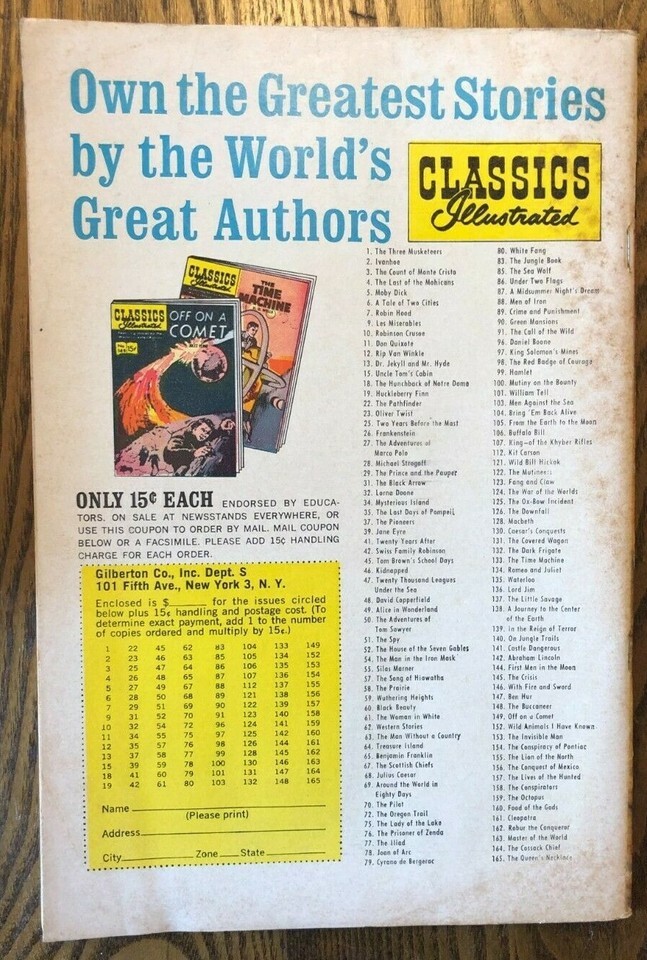 Own the Greatest Stories
by the World's
Great Authors
CLASSICS
Illustrated
CLASSICS
Illustrated
THE
TIME
MACHINE
CLASSICS
Illustrated
15¢
OFF ON A
COMET
ONLY 15¢ EACH ENDORSED BY EDUCA-
TORS. ON SALE AT NEWSSTANDS EVERYWHERE, OR
USE THIS COUPON TO ORDER BY MAIL. MAIL COUPON
BELOW OR A FACSIMILE. PLEASE ADD 15¢ HANDLING
CHARGE FOR EACH ORDER.
Gilberton Co., Inc. Dept. S
101 Fifth Ave., New York 3, N. Y.
Enclosed is $____ for the issues circled
below plus 15¢ handling and postage cost. (To
determine exact payment, add 1 to the number
of copies ordered and multiply by 15¢.)
1 22 45 62 83 104 133 149
2 23 46 63 85 105 134 152
3 25 47 64 86 106 135 153
4 26 48 65 87 107 136 154
5 27 49 67 88 112 137 155
6 28 50 68 89 121 138 156
7 29 51 69 90 122 139 157
9 31 52 70 91 123 140 158
10 32 54 72 96 124 141 159
11 34 55 75 97 125 142 160
12 35 57 76 98 126 144 161
13 37 58 77 99 128 145 162
15 39 59 78 100 130 146 163
18 41 60 79 101 131 147 164
19 42 61 80 103 132 148 165
Name
(Please print)
Address
City Zone State
1. The Three Musketeers
2. Ivanhoe
3. The Count of Monte Cristo
4. The Last of the Mohicans
5. Moby Dick
6. A Tale of Two Cities
7. Robin Hood
9. Les Miserables
10. Robinson Crusoe
11. Don Quixote
12. Rip Van Winkle
13. Dr. Jekyll and Mr. Hyde
15. Uncle Tom's Cabin
18. The Hunchback of Notre Dame
19. Huckleberry Finn
22. The Pathfinder
23. Oliver Twist
25. Two Years Before the Mast
26. Frankenstein
27. The Adventures of
Marco Polo
28. Michael Strogoff
29. The Prince and the Pauper
31. The Black Arrow
32. Lorna Doone
34. Mysterious Island
35. The Last Days of Pompeii
37. The Pioneers
39. Jane Eyre
41. Twenty Years After
42. Swiss Family Robinson
45. Tom Brown's School Days
46. Kidnapped
47. Twenty Thousand Leagues
Under the Sea
48. David Copperfield
49. Alice in Wonderland
50. The Adventures of
Tom Sawyer
51. The Spy
52. The House of the Seven Gables
54. The Man in the Iron Mask
55. Silas Marner
57. The Song of Hiawatha
58. The Prairie
59. Wuthering Heights
60. Black Beauty
61. The Woman in White
62. Western Stories
63. The Man Without a Country
64. Treasure Island
65. Benjamin Franklin
67. The Scottish Chiefs
68. Julius Caesar
69. Around the World in
Eighty Days
70. The Pilot
72. The Oregon Trail
75. The Lady of the Lake
76. The Prisoner of Zenda
77. The Iliad
78. Joan of Arc
79. Cyrano de Bergerac
80. White Fang
83. The Jungle Book
85. The Sea Wolf
86. Under Two Flags
87. A Midsummer Night's Dream
88. Men of Iron
89. Crime and Punishment
90. Green Mansions
91. The Call of the Wild
96. Daniel Boone
97. King Solomon's Mines
98. The Red Badge of Courage
99. Hamlet
100. Mutiny on the Bounty
101. William Tell
103. Men Against the Sea
104. Bring 'Em Back Alive
105. From the Earth to the Moon
106. Buffalo Bill
107. King—of the Khyber Rifles
112. Kit Carson
121. Wild Bill Hickok
122. The Mutineers
123. Fang and Claw
124. The War of the Worlds
125. The Ox-Bow Incident
126. The Downfall
128. Macbeth
130. Caesar's Conquests
131. The Covered Wagon
132. The Dark Frigate
133. The Time Machine
134. Romeo and Juliet
135. Waterloo
136. Lord Jim
137. The Little Savage
138. A Journey to the Center
of the Earth
139. In the Reign of Terror
140. On Jungle Trails
141. Castle Dangerous
142. Abraham Lincoln
144. First Men in the Moon
145. The Crisis
146. With Fire and Sword
147. Ben Hur
148. The Buccaneer
149. Off on a Comet
152. Wild Animals I Have Known
153. The Invisible Man
154. The Conspiracy of Pontiac
155. The Lion of the North
156. The Conquest of Mexico
157. The Lives of the Hunted
158. The Conspirators
159. The Octopus
160. Food of the Gods
161. Cleopatra
162. Robur the Conqueror
163. Master of the World
164. The Cossack Chief
165. The Queen's Necklace